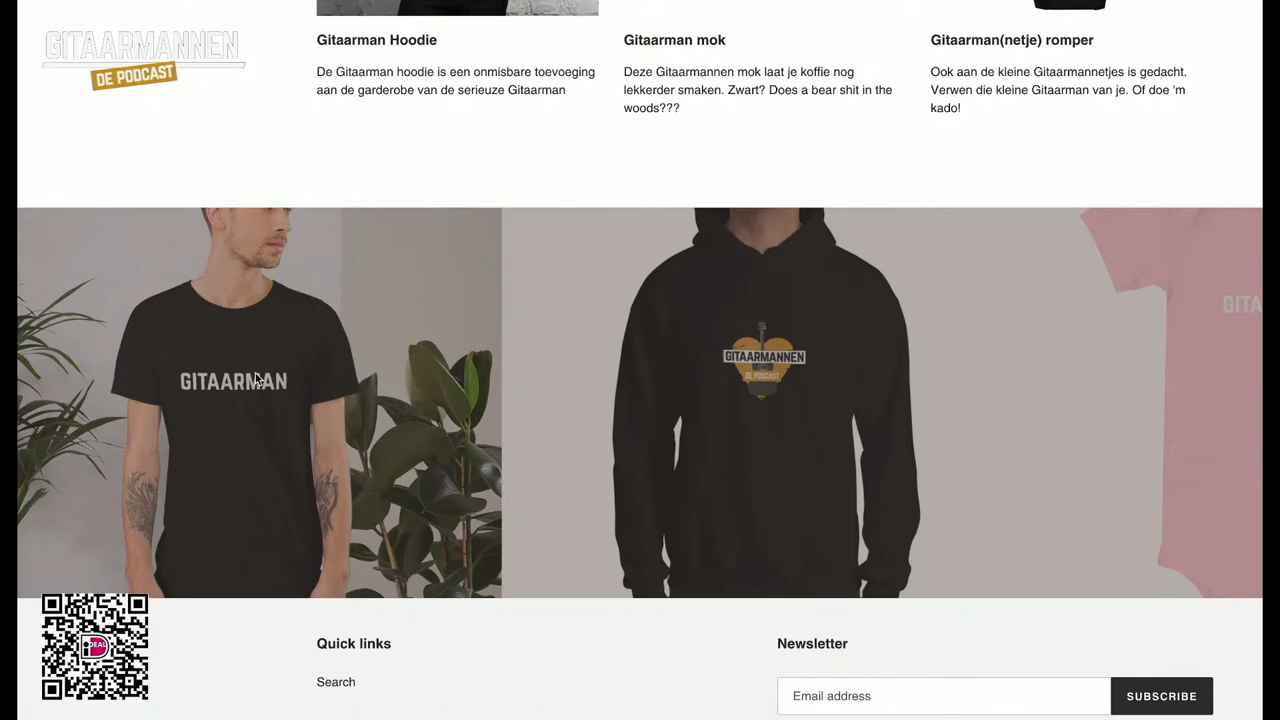 GITAARMANNEN
DE PODCAST
Gitaarman Hoodie
De Gitaarman hoodie is een onmisbare toevoeging
aan de garderobe van de serieuze Gitaarman
Gitaarman mok
Deze Gitaarmannen mok laat je koffie nog
lekkerder smaken. Zwart? Does a bear shit in the
woods???
Gitaarman(netje) romper
Ook aan de kleine Gitaarmannetjes is gedacht.
Verwen die kleine Gitaarman van je. Of doe 'm
kado!
GITAARMAN
GITAARMANNEN
DE PODCAST
GITA
iDEAL
Quick links
Search
Newsletter
Email address
SUBSCRIBE